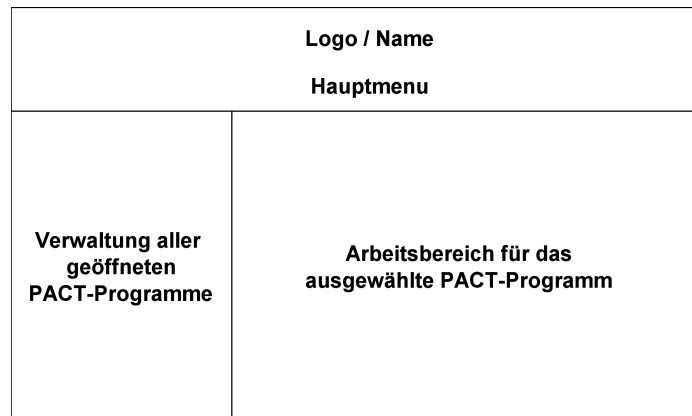 Logo / Name
Hauptmenu
Verwaltung aller
geöffneten
PACT-Programme
Arbeitsbereich für das
ausgewählte PACT-Programm